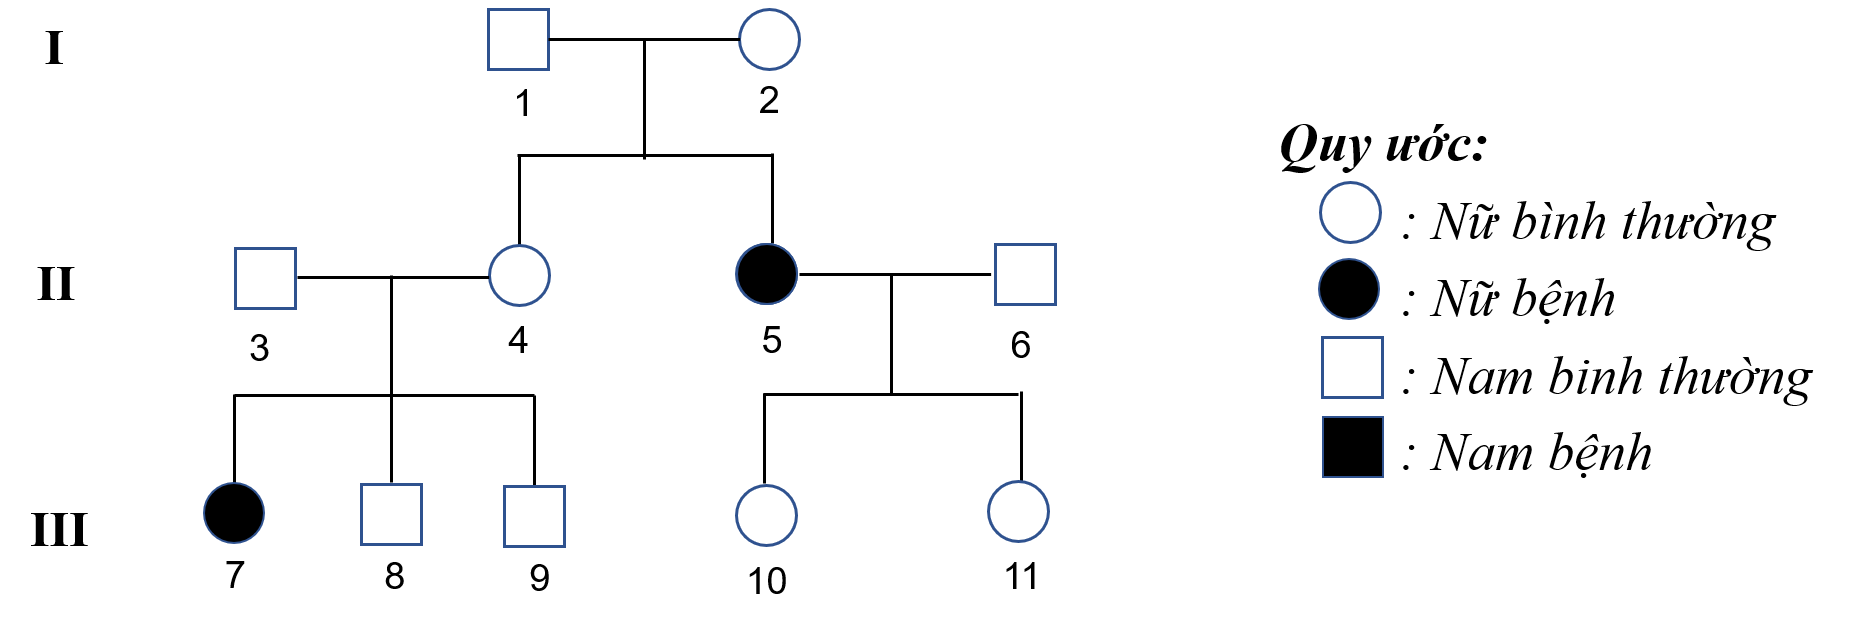 I
1
2
Quy ước:
: Nữ bình thường
: Nữ bệnh
: Nam binh thường
: Nam bệnh
II
3
4
5
6
III
7
8
9
10
11